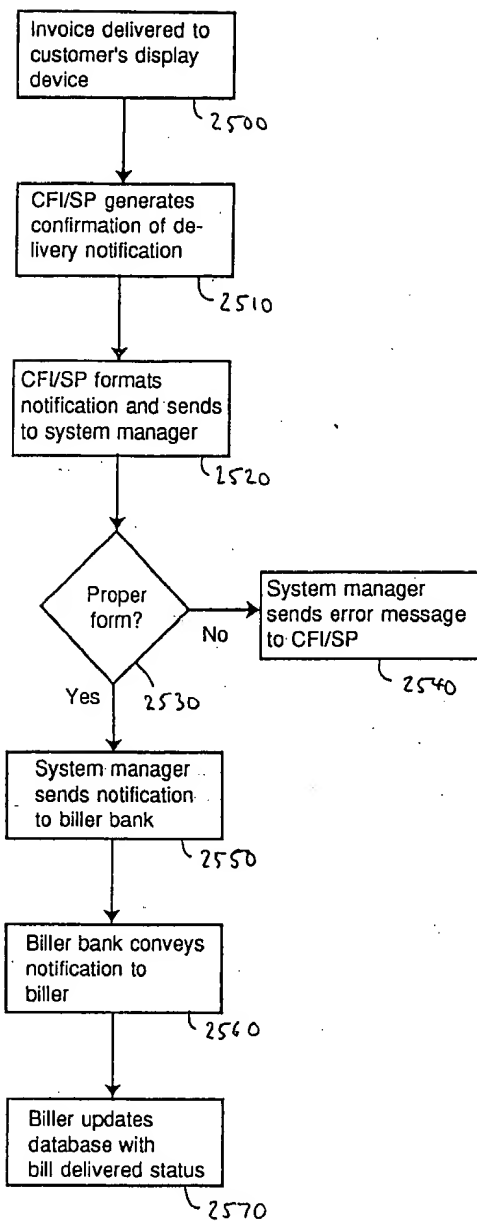 Invoice delivered to
customer's display
device
2500
CFI/SP generates
confirmation of de-
livery notification
2510
CFI/SP formats
notification and sends
to system manager
2520
Proper
form?
No
System manager
sends error message
to CFI/SP
2540
Yes
2530
System manager
sends notification
to biller bank
2550
Biller bank conveys
notification to
biller
2560
Biller updates
database with
bill delivered status
2570